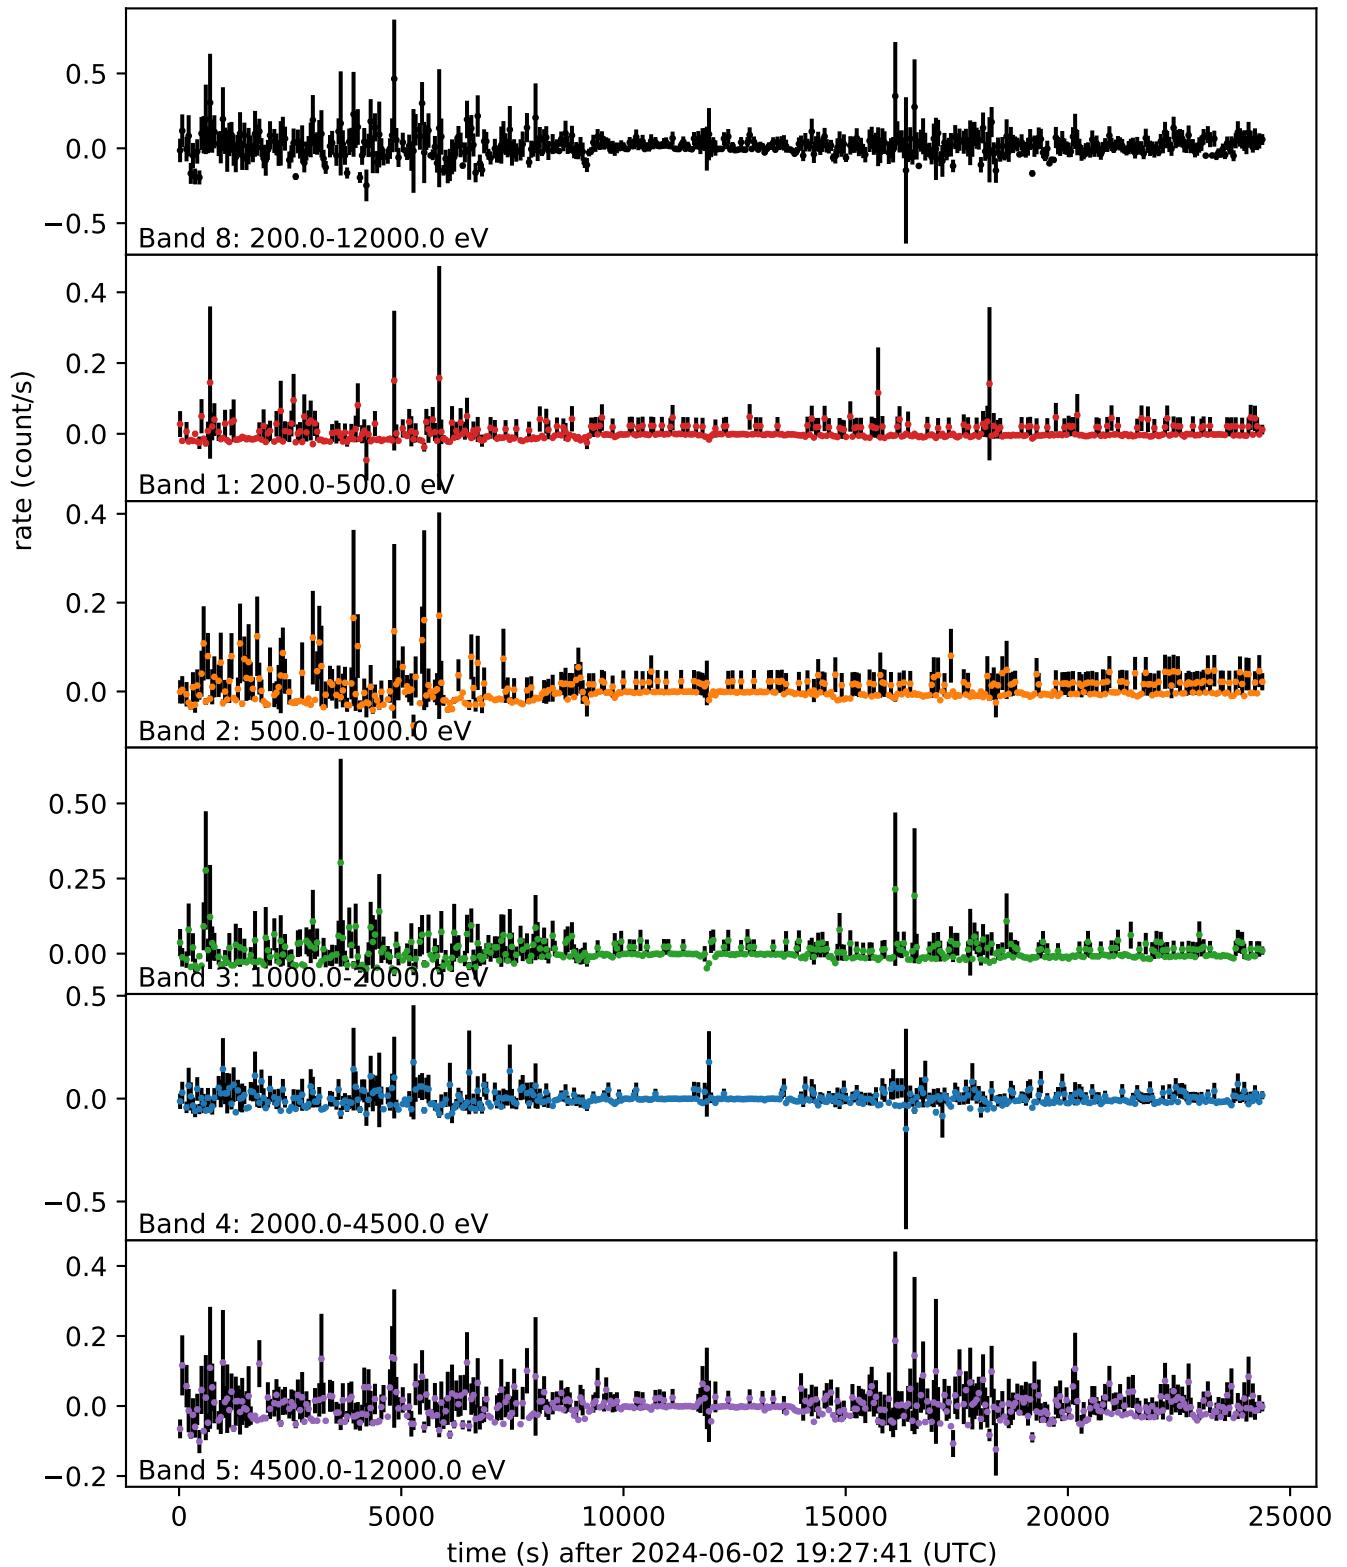 0.5
0.0
−0.5
Band 8: 200.0-12000.0 eV
0.4
0.2
0.0
Band 1: 200.0-500.0 eV
rate (count/s)
0.4
0.2
0.0
Band 2: 500.0-1000.0 eV
0.50
0.25
0.00
Band 3: 1000.0-2000.0 eV
0.5
0.0
−0.5
Band 4: 2000.0-4500.0 eV
0.4
0.2
0.0
−0.2
Band 5: 4500.0-12000.0 eV
0 5000 10000 15000 20000 25000
time (s) after 2024-06-02 19:27:41 (UTC)